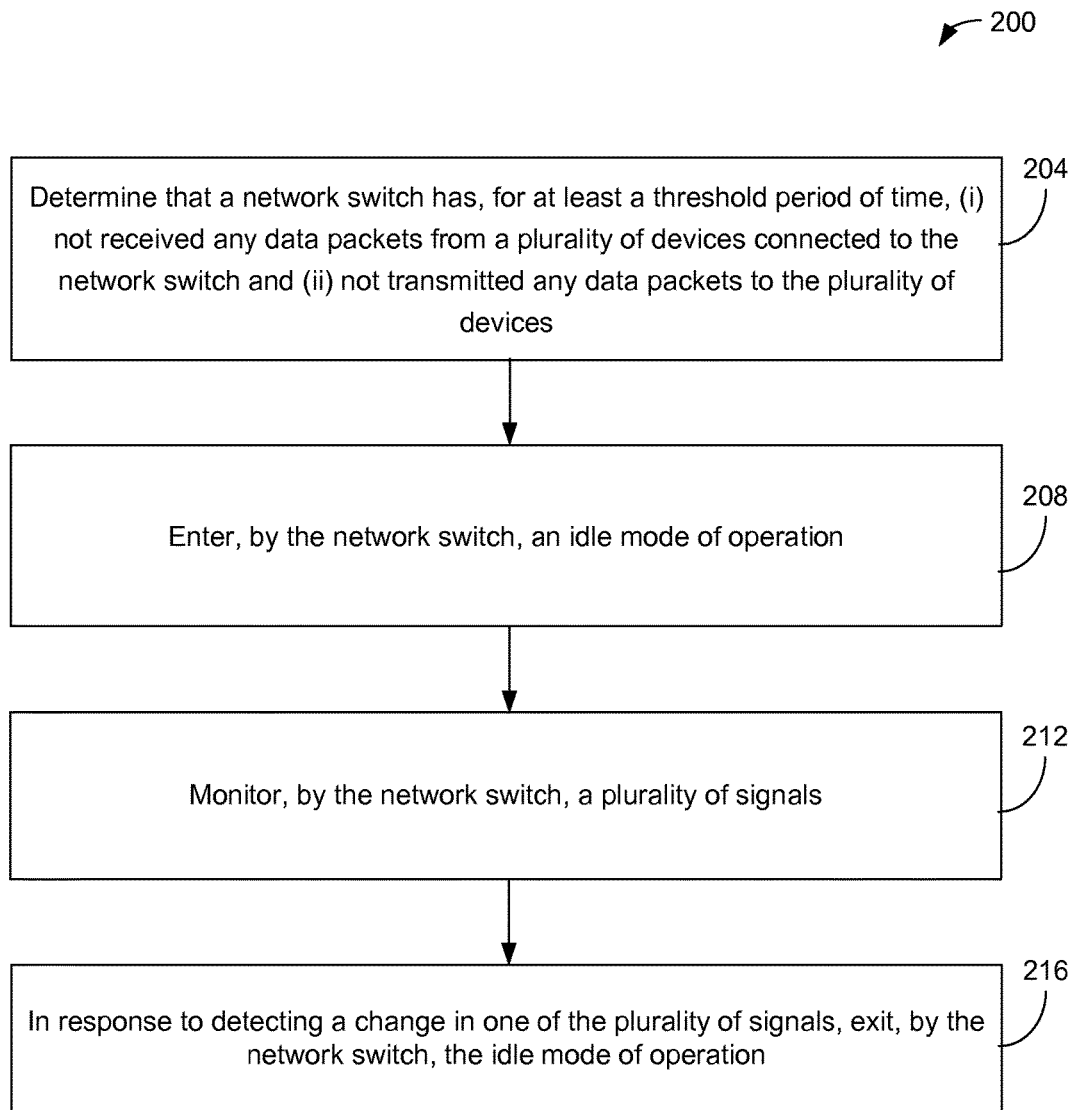 200
204
Determine that a network switch has, for at least a threshold period of time, (i)
not received any data packets from a plurality of devices connected to the
network switch and (ii) not transmitted any data packets to the plurality of
devices
208
Enter, by the network switch, an idle mode of operation
212
Monitor, by the network switch, a plurality of signals
216
In response to detecting a change in one of the plurality of signals, exit, by the
network switch, the idle mode of operation